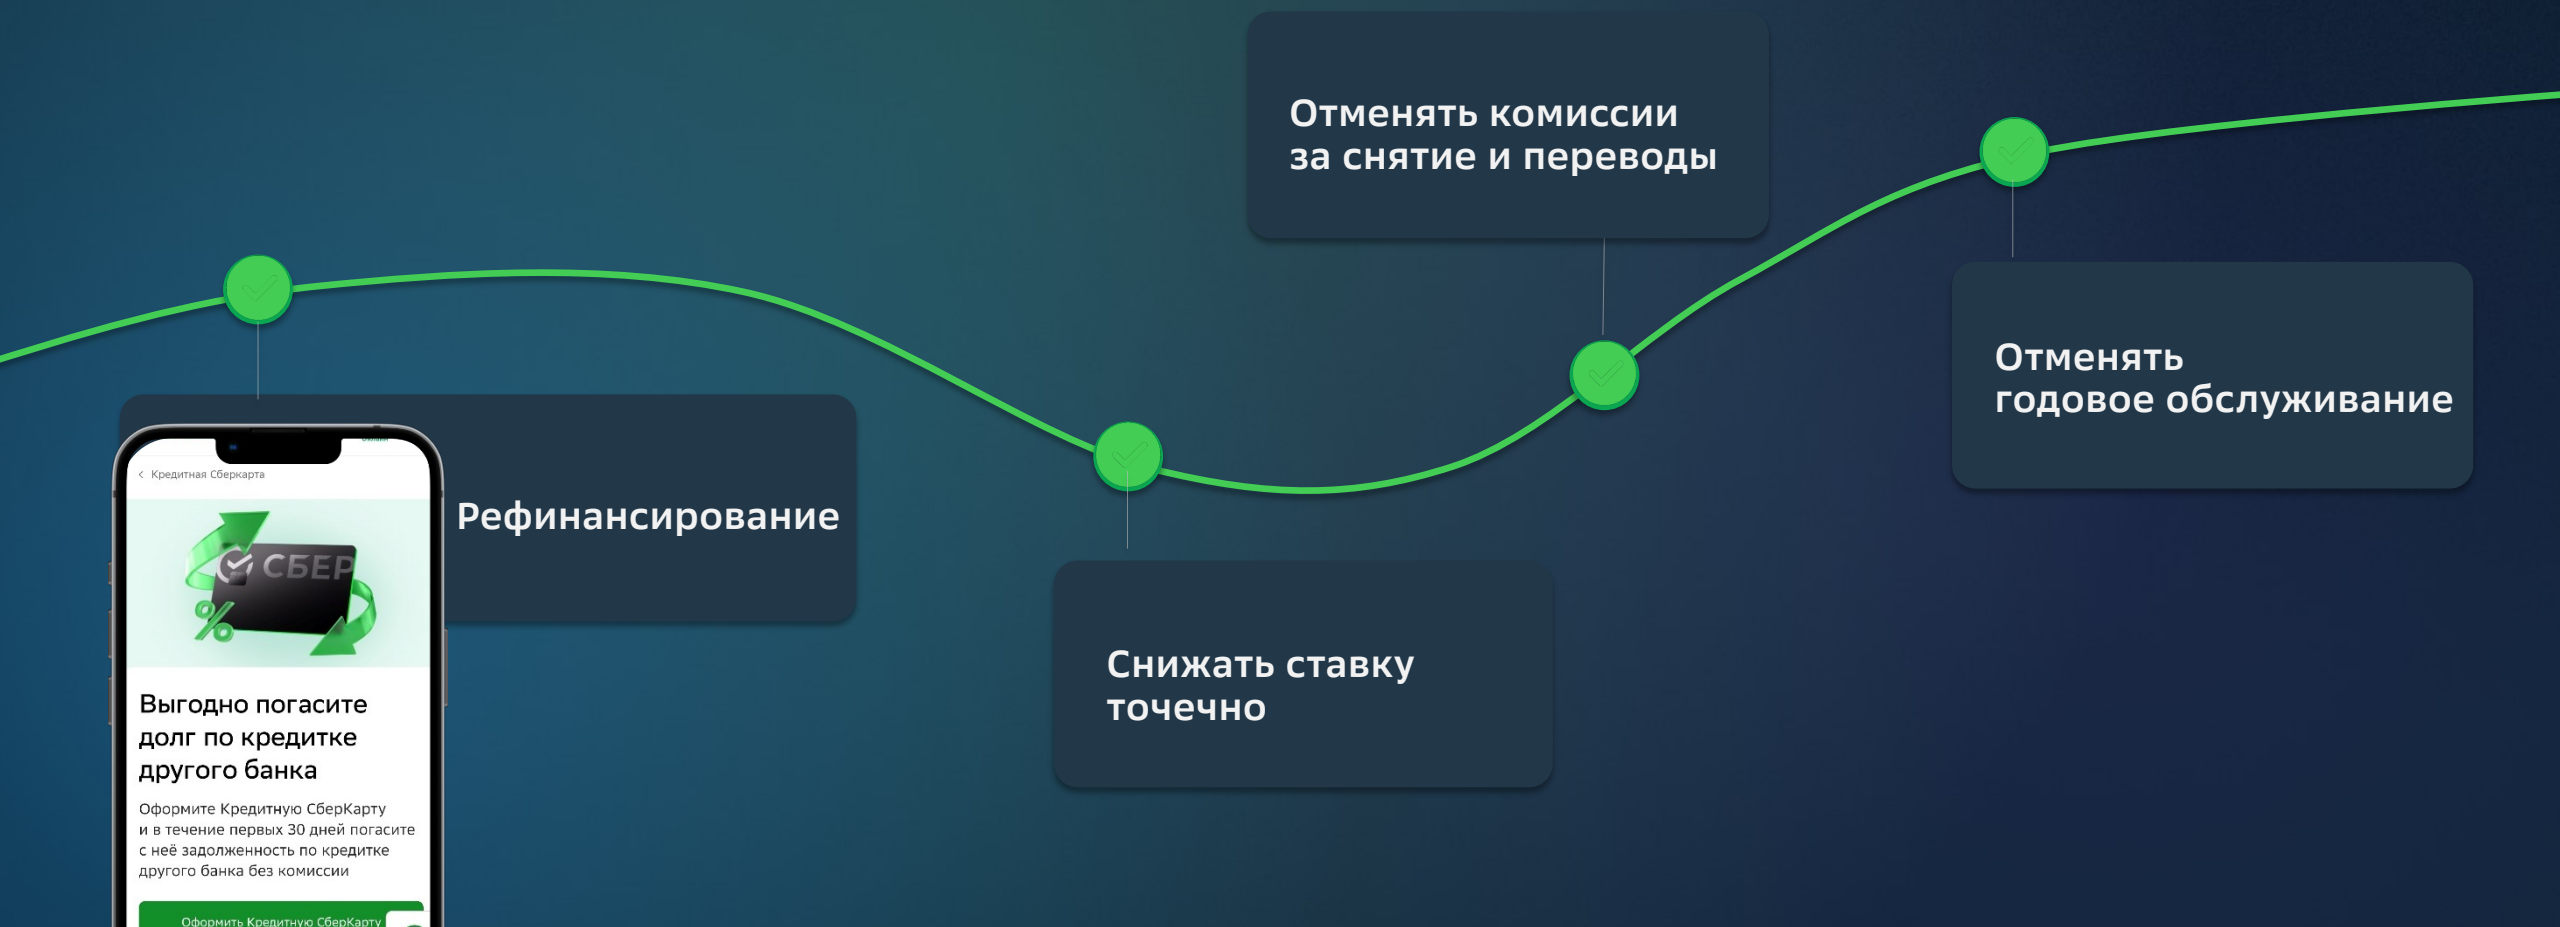 Отменять комиссии
за снятие и переводы
Отменять
годовое обслуживание
Рефинансирование
Снижать ставку
точечно
Кредитная Сберкарта
СБЕР
%
Выгодно погасите
долг по кредитке
другого банка
Оформите Кредитную СберКарту
и в течение первых 30 дней погасите
с неё задолженность по кредитке
другого банка без комиссии
Оформить Кредитную СберКарту